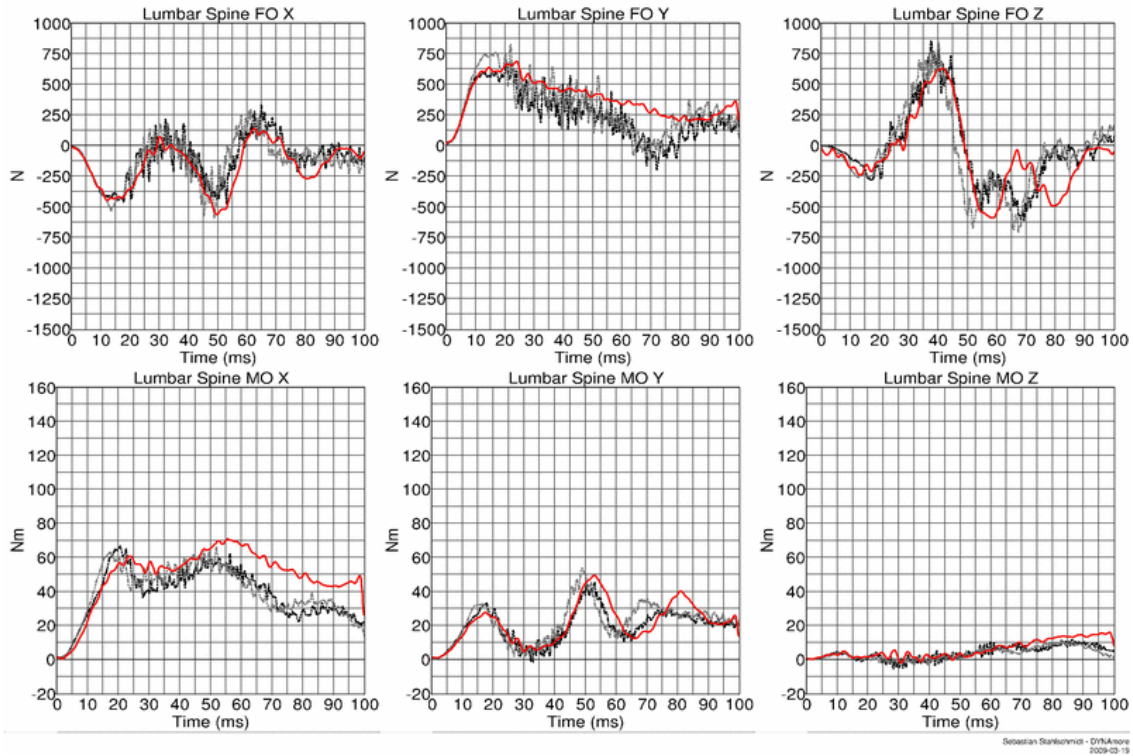 Lumbar Spine FO X
Lumbar Spine FO Y
Lumbar Spine FO Z
1000
750
500
250
0
-250
-500
-750
-1000
-1250
-1500
N
0 10 20 30 40 50 60 70 80 90 100
Time (ms)
1000
750
500
250
0
-250
-500
-750
-1000
-1250
-1500
N
0 10 20 30 40 50 60 70 80 90 100
Time (ms)
1000
750
500
250
0
-250
-500
-750
-1000
-1250
-1500
N
0 10 20 30 40 50 60 70 80 90 100
Time (ms)
Lumbar Spine MO X
Lumbar Spine MO Y
Lumbar Spine MO Z
160
140
120
100
80
60
40
20
0
-20
Nm
0 10 20 30 40 50 60 70 80 90 100
Time (ms)
160
140
120
100
80
60
40
20
0
-20
Nm
0 10 20 30 40 50 60 70 80 90 100
Time (ms)
160
140
120
100
80
60
40
20
0
-20
Nm
0 10 20 30 40 50 60 70 80 90 100
Time (ms)
Sebastian Stahlschmidt - DYNAmore
2009-03-19